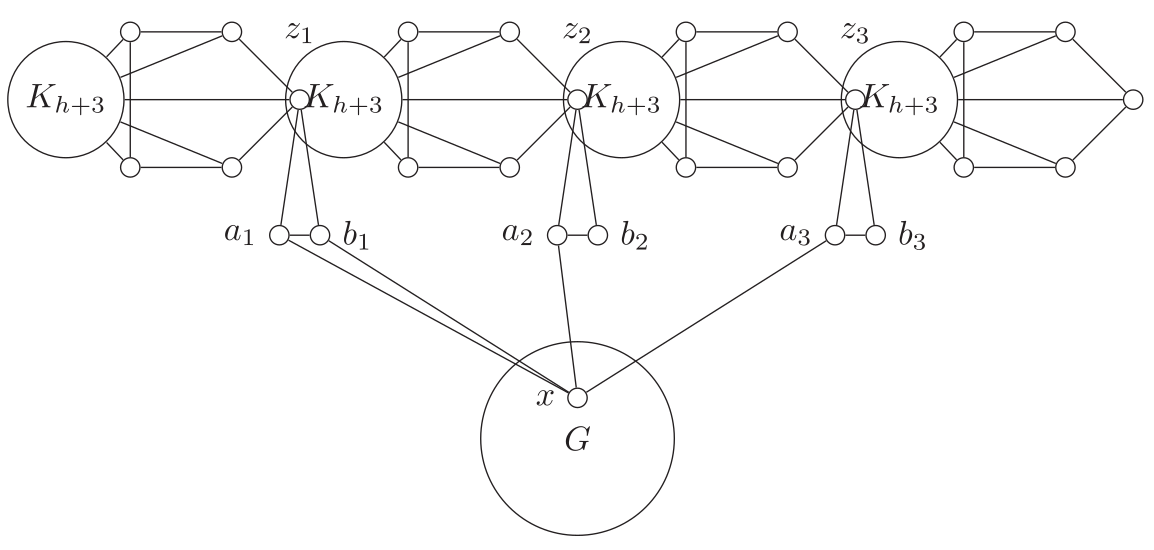 z_1 z_2 z_3
K_{h+3} K_{h+3} K_{h+3} K_{h+3}
a_1 b_1 a_2 b_2 a_3 b_3
x
G